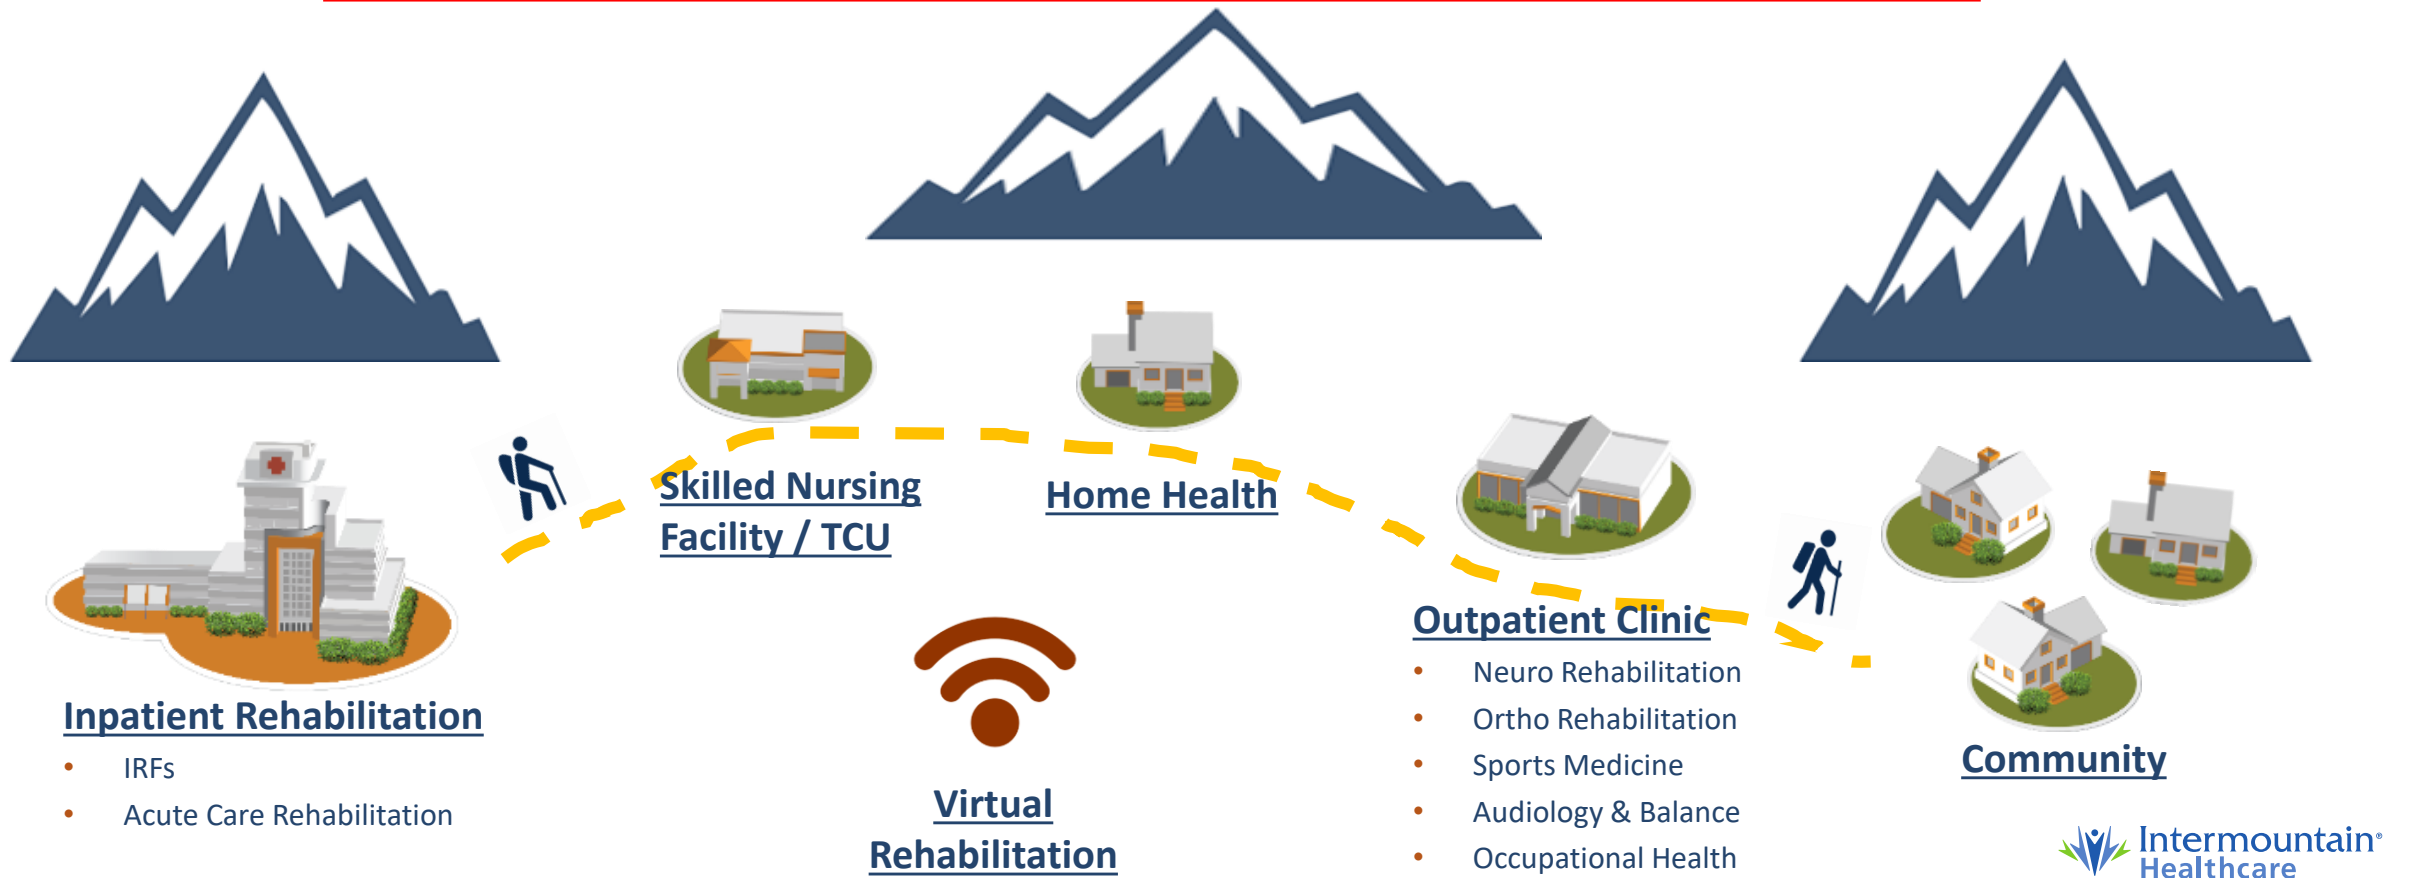 Skilled Nursing
Facility / TCU
Home Health
Inpatient Rehabilitation
• IRFs
• Acute Care Rehabilitation
Virtual
Rehabilitation
Outpatient Clinic
• Neuro Rehabilitation
• Ortho Rehabilitation
• Sports Medicine
• Audiology & Balance
• Occupational Health
Community
Intermountain®
Healthcare